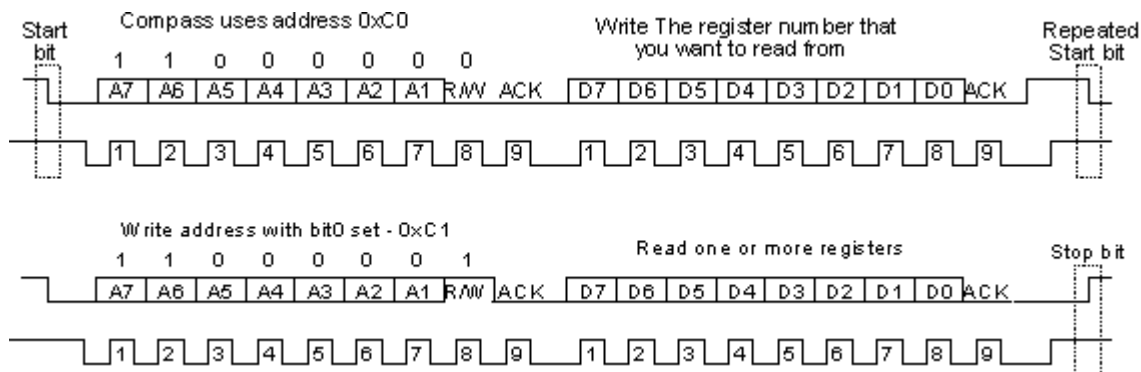 Start bit
Compass uses address 0xC0
Write The register number that
you want to read from
Repeated Start bit
1 1 0 0 0 0 0 0
A7 A6 A5 A4 A3 A2 A1 R/W ACK D7 D6 D5 D4 D3 D2 D1 D0 ACK
1 2 3 4 5 6 7 8 9 1 2 3 4 5 6 7 8 9
Write address with bit0 set - 0xC1
Read one or more registers
Stop bit
1 1 0 0 0 0 0 1
A7 A6 A5 A4 A3 A2 A1 R/W ACK D7 D6 D5 D4 D3 D2 D1 D0 ACK
1 2 3 4 5 6 7 8 9 1 2 3 4 5 6 7 8 9